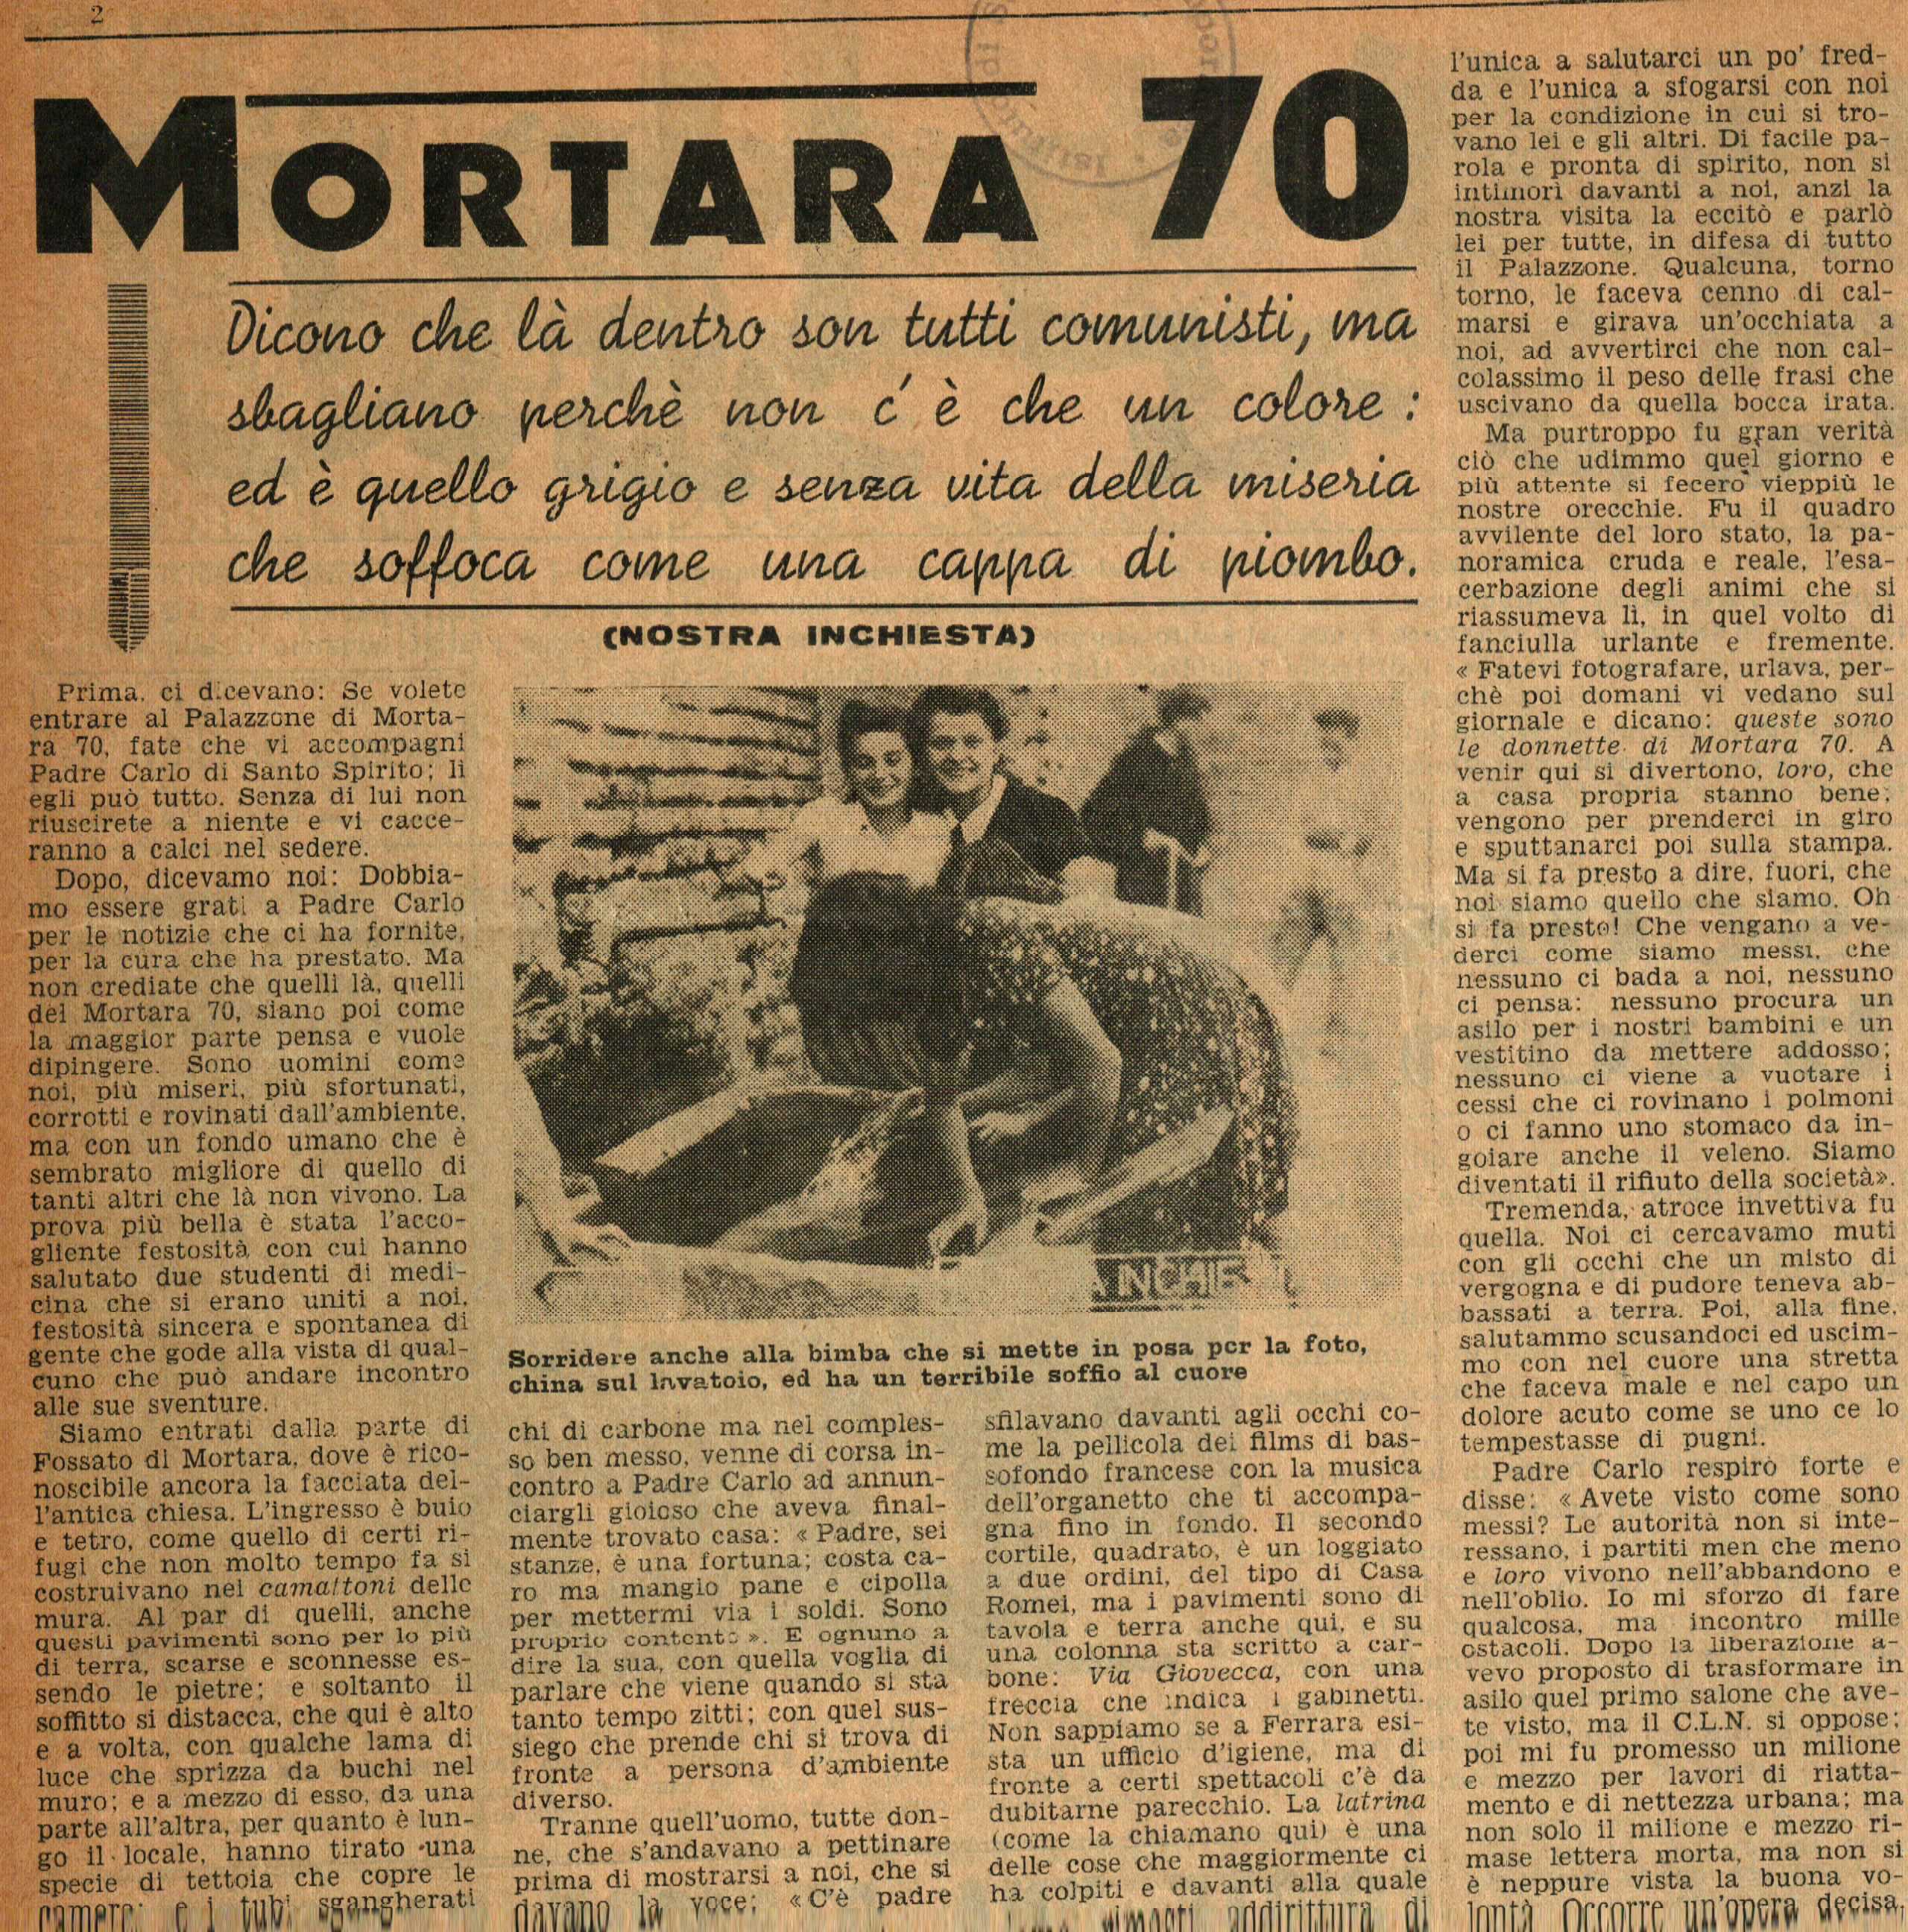 2
MORTARA 70
Dicono che là dentro son tutti comunisti, ma
sbagliano perchè non c'è che un colore:
ed è quello grigio e senza vita della miseria
che soffoca come una cappa di piombo.
(NOSTRA INCHIESTA)
Prima, ci dicevano: Se volete
entrare al Palazzone di Morta-
ra 70, fate che vi accompagni
Padre Carlo di Santo Spirito; lì
egli può tutto. Senza di lui non
riuscirete a niente e vi cacce-
ranno a calci nel sedere.
Dopo, dicevamo noi: Dobbia-
mo essere grati a Padre Carlo
per le notizie che ci ha fornite,
per la cura che ha prestato. Ma
non crediate che quelli là, quelli
del Mortara 70, siano poi come
la maggior parte pensa e vuole
dipingere. Sono uomini come
noi, più miseri, più sfortunati,
corrotti e rovinati dall'ambiente,
ma con un fondo umano che è
sembrato migliore di quello di
tanti altri che là non vivono. La
prova più bella è stata l'acco-
gliente festosità con cui hanno
salutato due studenti di medi-
cina che si erano uniti a noi,
festosità sincera e spontanea di
gente che gode alla vista di qual-
cuno che può andare incontro
alle sue sventure.
Siamo entrati dalla parte di
Fossato di Mortara, dove è rico-
noscibile ancora la facciata del-
l'antica chiesa. L'ingresso è buio
e tetro, come quello di certi ri-
fugi che non molto tempo fa si
costruivano nei camattoni delle
mura. Al par di quelli, anche
questi pavimenti sono per lo più
di terra, scarse e sconnesse es-
sendo le pietre; e soltanto il
soffitto si distacca, che qui è alto
e a volta, con qualche lama di
luce che sprizza da buchi nel
muro; e a mezzo di esso, da una
parte all'altra, per quanto è lun-
go il locale, hanno tirato una
specie di tettoia che copre le
camere; e i tubi sgangherati
Sorridere anche alla bimba che si mette in posa per la foto,
china sul lavatoio, ed ha un terribile soffio al cuore
chi di carbone ma nel comples-
so ben messo, venne di corsa in-
contro a Padre Carlo ad annun-
ciargli gioioso che aveva final-
mente trovato casa: « Padre, sei
stanze, è una fortuna; costa ca-
ro ma mangio pane e cipolla
per mettermi via i soldi. Sono
proprio contento ». E ognuno a
dire la sua, con quella voglia di
parlare che viene quando si sta
tanto tempo zitti; con quel sus-
siego che prende chi si trova di
fronte a persona d'ambiente
diverso.
Tranne quell'uomo, tutte don-
ne, che s'andavano a pettinare
prima di mostrarsi a noi, che si
davano la voce: « C'è padre
sfilavano davanti agli occhi co-
me la pellicola dei films di bas-
sofondo francese con la musica
dell'organetto che ti accompa-
gna fino in fondo. Il secondo
cortile, quadrato, è un loggiato
a due ordini, del tipo di Casa
Romei, ma i pavimenti sono di
tavola e terra anche qui, e su
una colonna sta scritto a car-
bone: Via Giovecca, con una
freccia che indica i gabinetti.
Non sappiamo se a Ferrara esi-
sta un ufficio d'igiene, ma di
fronte a certi spettacoli c'è da
dubitarne parecchio. La latrina
(come la chiamano qui) è una
delle cose che maggiormente ci
ha colpiti e davanti alla quale
rimasti addirittura di
l'unica a salutarci un po' fred-
da e l'unica a sfogarsi con noi
per la condizione in cui si tro-
vano lei e gli altri. Di facile pa-
rola e pronta di spirito, non si
intimorì davanti a noi, anzi la
nostra visita la eccitò e parlò
lei per tutte, in difesa di tutto
il Palazzone. Qualcuna, torno
torno, le faceva cenno di cal-
marsi e girava un'occhiata a
noi, ad avvertirci che non cal-
colassimo il peso delle frasi che
uscivano da quella bocca irata.
Ma purtroppo fu gran verità
ciò che udimmo quel giorno e
più attente si fecero vieppiù le
nostre orecchie. Fu il quadro
avvilente del loro stato, la pa-
noramica cruda e reale, l'esa-
cerbazione degli animi che si
riassumeva lì, in quel volto di
fanciulla urlante e fremente.
« Fatevi fotografare, urlava, per-
chè poi domani vi vedano sul
giornale e dicano: queste sono
le donnette di Mortara 70. A
venir qui si divertono, loro, che
a casa propria stanno bene;
vengono per prenderci in giro
e sputtanarci poi sulla stampa.
Ma si fa presto a dire, fuori, che
noi siamo quello che siamo. Oh
si fa presto! Che vengano a ve-
derci come siamo messi, che
nessuno ci bada a noi, nessuno
ci pensa: nessuno procura un
asilo per i nostri bambini e un
vestitino da mettere addosso;
nessuno ci viene a vuotare i
cessi che ci rovinano i polmoni
o ci fanno uno stomaco da in-
goiare anche il veleno. Siamo
diventati il rifiuto della società».
Tremenda, atroce invettiva fu
quella. Noi ci cercavamo muti
con gli occhi che un misto di
vergogna e di pudore teneva ab-
bassati a terra. Poi, alla fine,
salutammo scusandoci ed uscim-
mo con nel cuore una stretta
che faceva male e nel capo un
dolore acuto come se uno ce lo
tempestasse di pugni.
Padre Carlo respirò forte e
disse: « Avete visto come sono
messi? Le autorità non si inte-
ressano, i partiti men che meno
e loro vivono nell'abbandono e
nell'oblio. Io mi sforzo di fare
qualcosa, ma incontro mille
ostacoli. Dopo la liberazione a-
vevo proposto di trasformare in
asilo quel primo salone che ave-
te visto, ma il C.L.N. si oppose;
poi mi fu promesso un milione
e mezzo per lavori di riatta-
mento e di nettezza urbana; ma
non solo il milione e mezzo ri-
mase lettera morta, ma non si
è neppure vista la buona vo-
lontà. Occorre un'opera decisa,